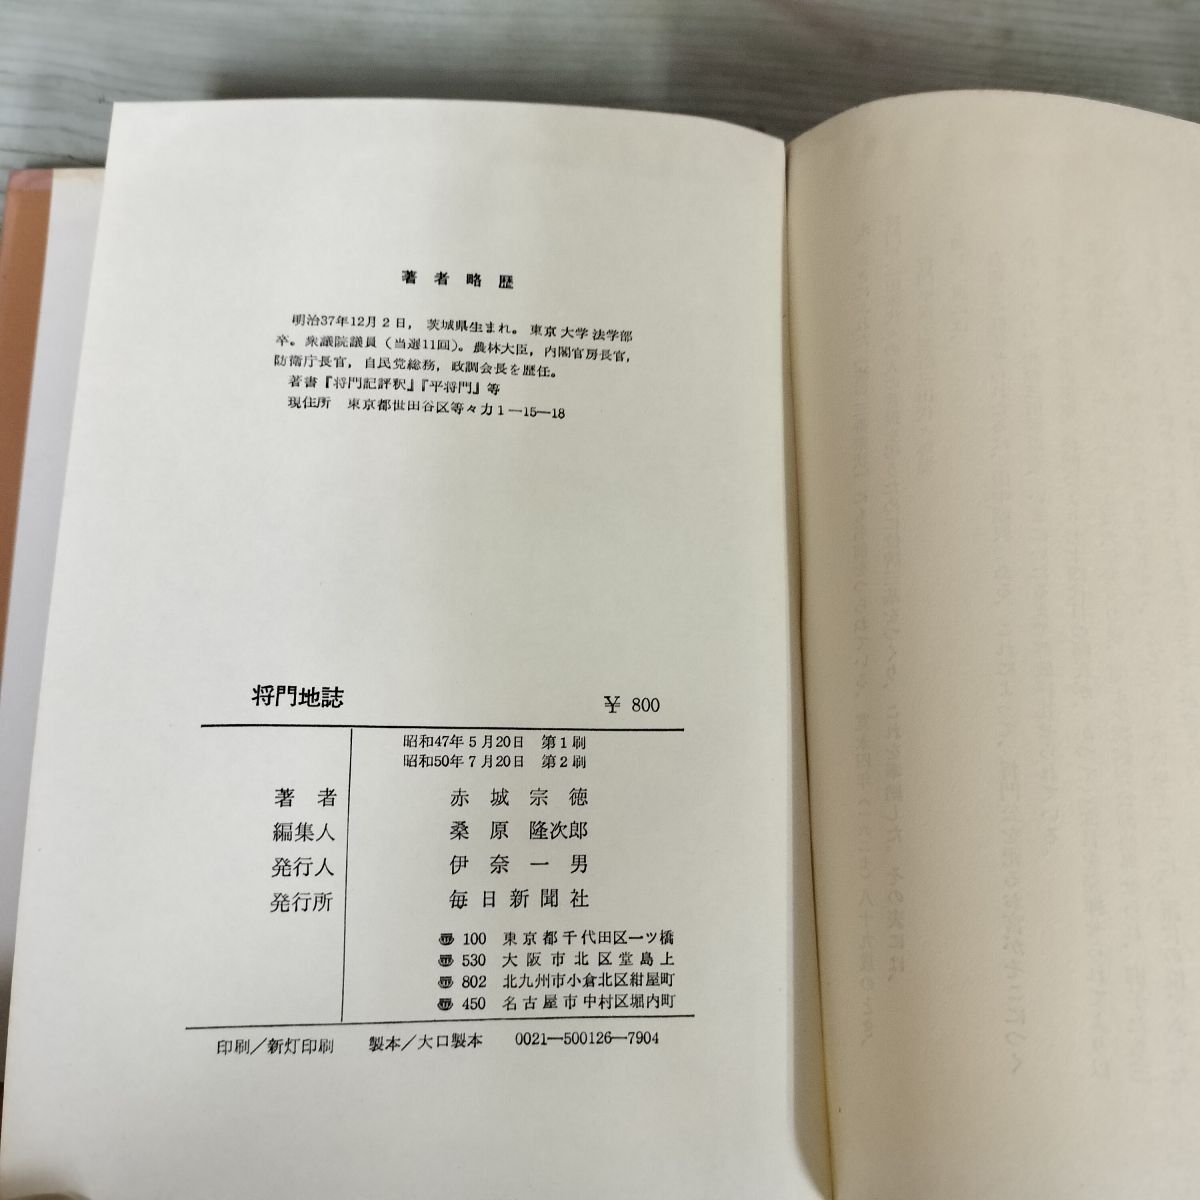 著者略歴
明治37年12月2日，茨城県生まれ。東京大学法学部
卒。衆議院議員（当選11回）。農林大臣，内閣官房長官，
防衛庁長官，自民党総務，政調会長を歴任。
著書『将門記評釈』『平将門』等
現住所　東京都世田谷区等々力1—15—18
将門地誌　￥800
昭和47年5月20日　第1刷
昭和50年7月20日　第2刷
著者　赤城宗徳
編集人　桑原隆次郎
発行人　伊奈一男
発行所　毎日新聞社
〠100　東京都千代田区一ツ橋
〠530　大阪市北区堂島上
〠802　北九州市小倉北区紺屋町
〠450　名古屋市中村区堀内町
印刷／新灯印刷　製本／大口製本　0021—500126—7904